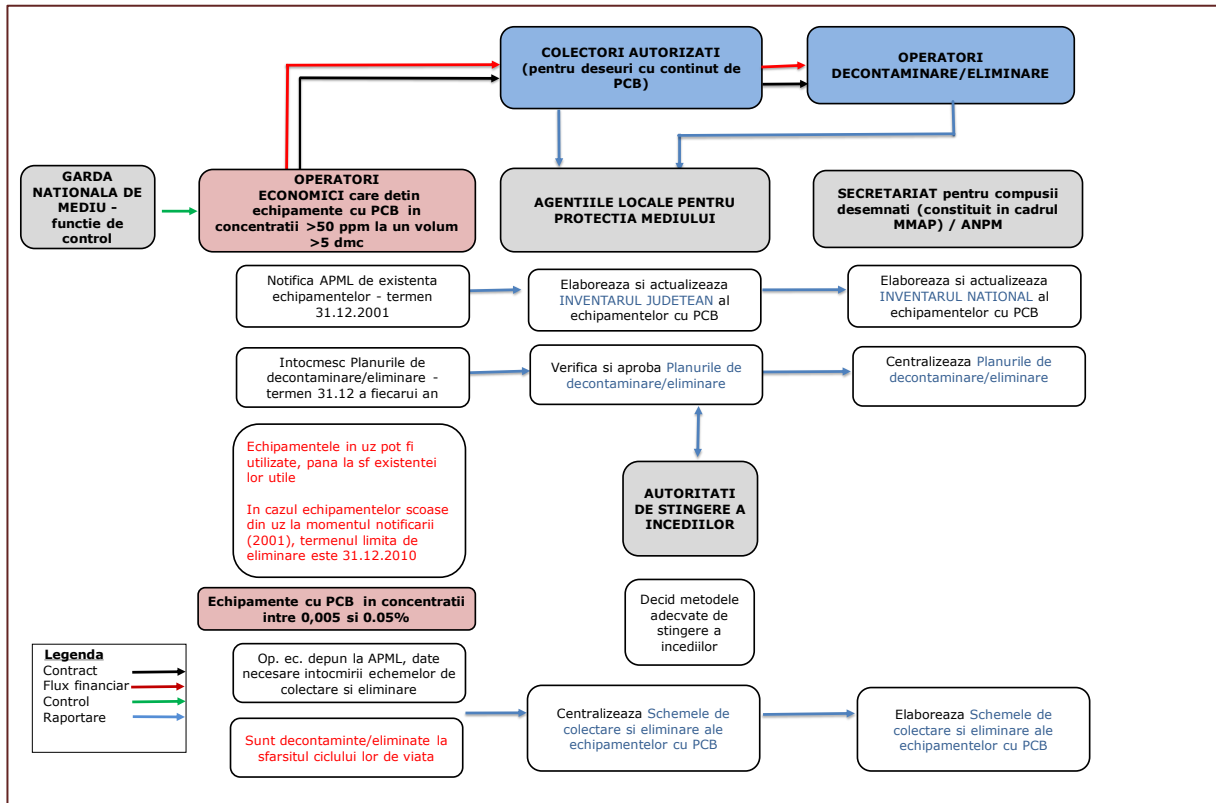 COLECTORI AUTORIZATI
(pentru deseuri cu continut de
PCB)
OPERATORI
DECONTAMINARE/ELIMINARE
GARDA
NATIONALA DE
MEDIU -
functie de
control
OPERATORI
ECONOMICI care detin
echipamente cu PCB in
concentratii >50 ppm la un volum
>5 dmc
AGENTIILE LOCALE PENTRU
PROTECTIA MEDIULUI
SECRETARIAT pentru compusii
desemnati (constituit in cadrul
MMAP) / ANPM
Notifica APML de existenta
echipamentelor - termen
31.12.2001
Elaboreaza si actualizeaza
INVENTARUL JUDETEAN al
echipamentelor cu PCB
Elaboreaza si actualizeaza
INVENTARUL NATIONAL al
echipamentelor cu PCB
Intocmesc Planurile de
decontaminare/eliminare -
termen 31.12 a fiecarui an
Verifica si aproba Planurile de
decontaminare/eliminare
Centralizeaza Planurile de
decontaminare/eliminare
Echipamentele in uz pot fi
utilizate, pana la sf existentei
lor utile
In cazul echipamentelor scoase
din uz la momentul notificarii
(2001), termenul limita de
eliminare este 31.12.2010
AUTORITATI
DE STINGERE A
INCEDIILOR
Echipamente cu PCB in concentratii
intre 0,005 si 0.05%
Decid metodele
adecvate de
stingere a
incediilor
Legenda
Contract
Flux financiar
Control
Raportare
Op. ec. depun la APML, date
necesare intocmirii echemelor de
colectare si eliminare
Sunt decontaminte/eliminate la
sfarsitul ciclului lor de viata
Centralizeaza Schemele de
colectare si eliminare ale
echipamentelor cu PCB
Elaboreaza Schemele de
colectare si eliminare ale
echipamentelor cu PCB